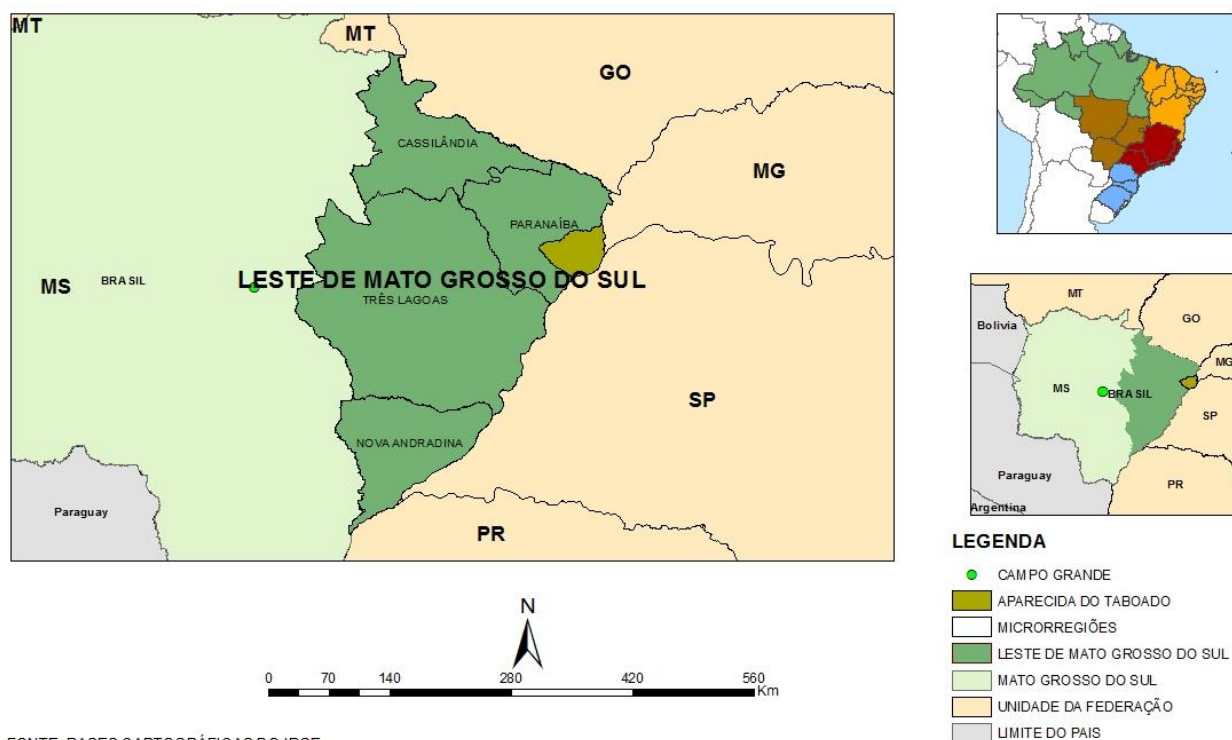 MT
MT
GO
CASSILÂNDIA
MG
PARANAÍBA
MS
BRASIL
LESTE DE MATO GROSSO DO SUL
TRÊS LAGOAS
SP
NOVA ANDRADINA
Paraguay
PR
N
0 70 140 280 420 560
Km
MT
Bolivia
GO
MG
MS
BRASIL
SP
Paraguay
PR
Argentina
LEGENDA
CAMPO GRANDE
APARECIDA DO TABOADO
MICRORREGIÕES
LESTE DE MATO GROSSO DO SUL
MATO GROSSO DO SUL
UNIDADE DA FEDERAÇÃO
LIMITE DO PAIS